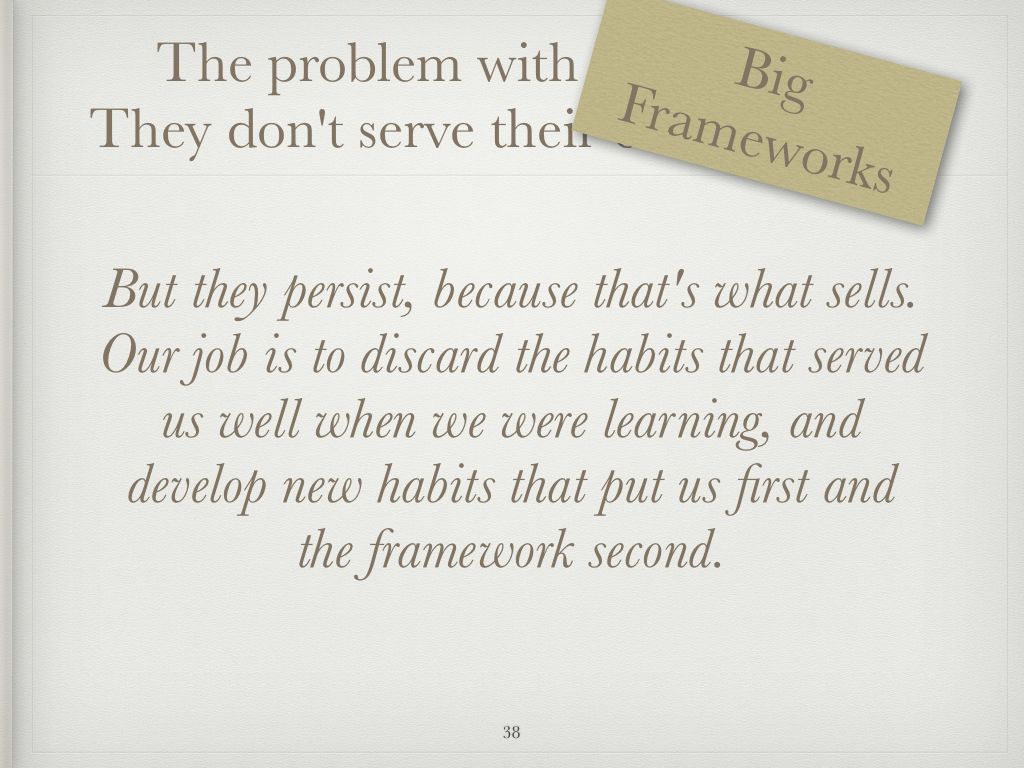 The problem with
They don't serve their
Big
Frameworks
But they persist, because that's what sells.
Our job is to discard the habits that served
us well when we were learning, and
develop new habits that put us first and
the framework second.
38